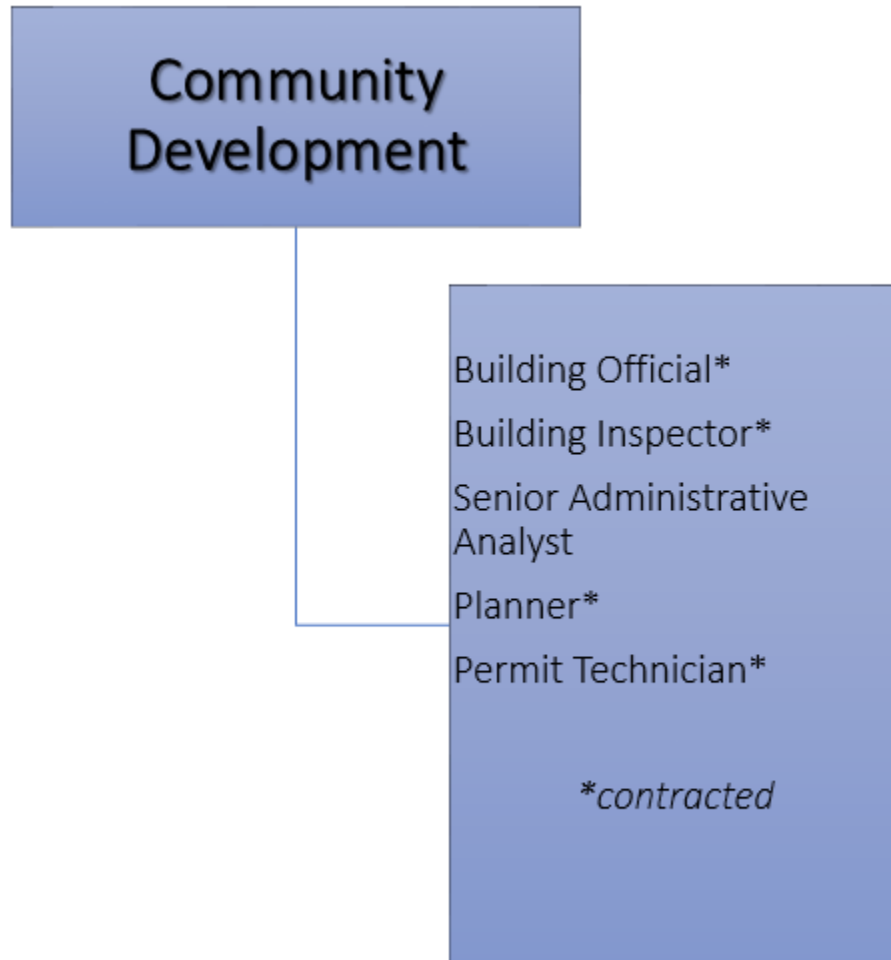 Community
Development
Building Official*
Building Inspector*
Senior Administrative
Analyst
Planner*
Permit Technician*
*contracted